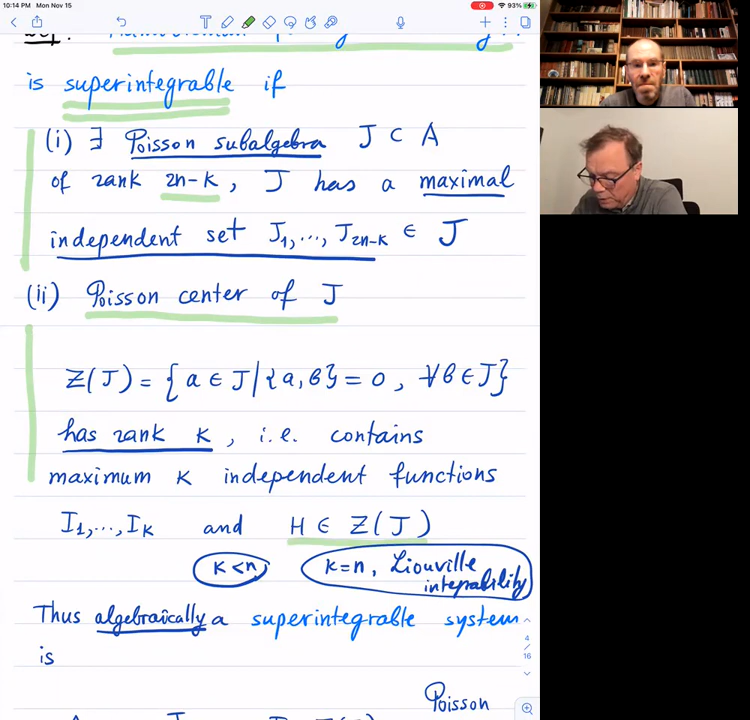 10:14 PM Mon Nov 15
93%
is superintegrable if
(i) ∃ Poisson subalgebra J ⊂ A
of rank 2n-k, J has a maximal
independent set J₁,..., J₂ₙ₋ₖ ∈ J
(ii) Poisson center of J
Z(J) = {a ∈ J | {a, b} = 0, ∀b ∈ J}
has rank k, i.e. contains
maximum k independent functions
I₁,..., Iₖ and H ∈ Z(J)
k<n k=n, Liouville
integrability
Thus algebraically a superintegrable system
is
4
/
16
Poisson